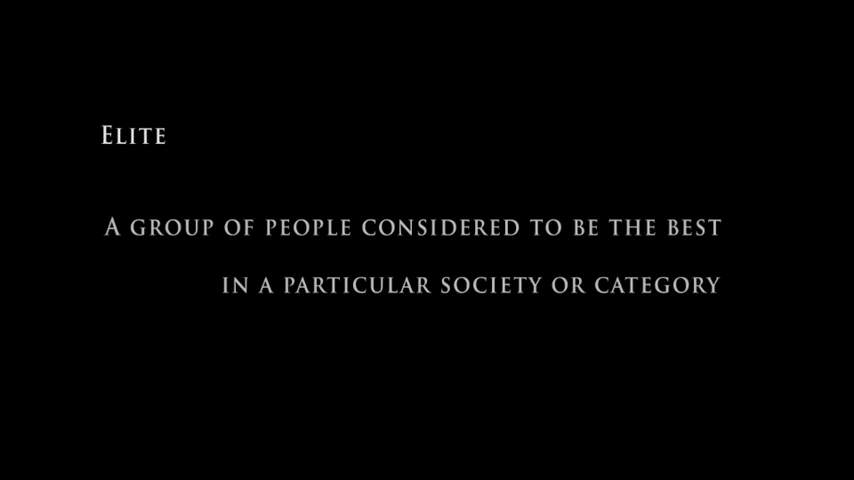 Elite
A group of people considered to be the best
in a particular society or category